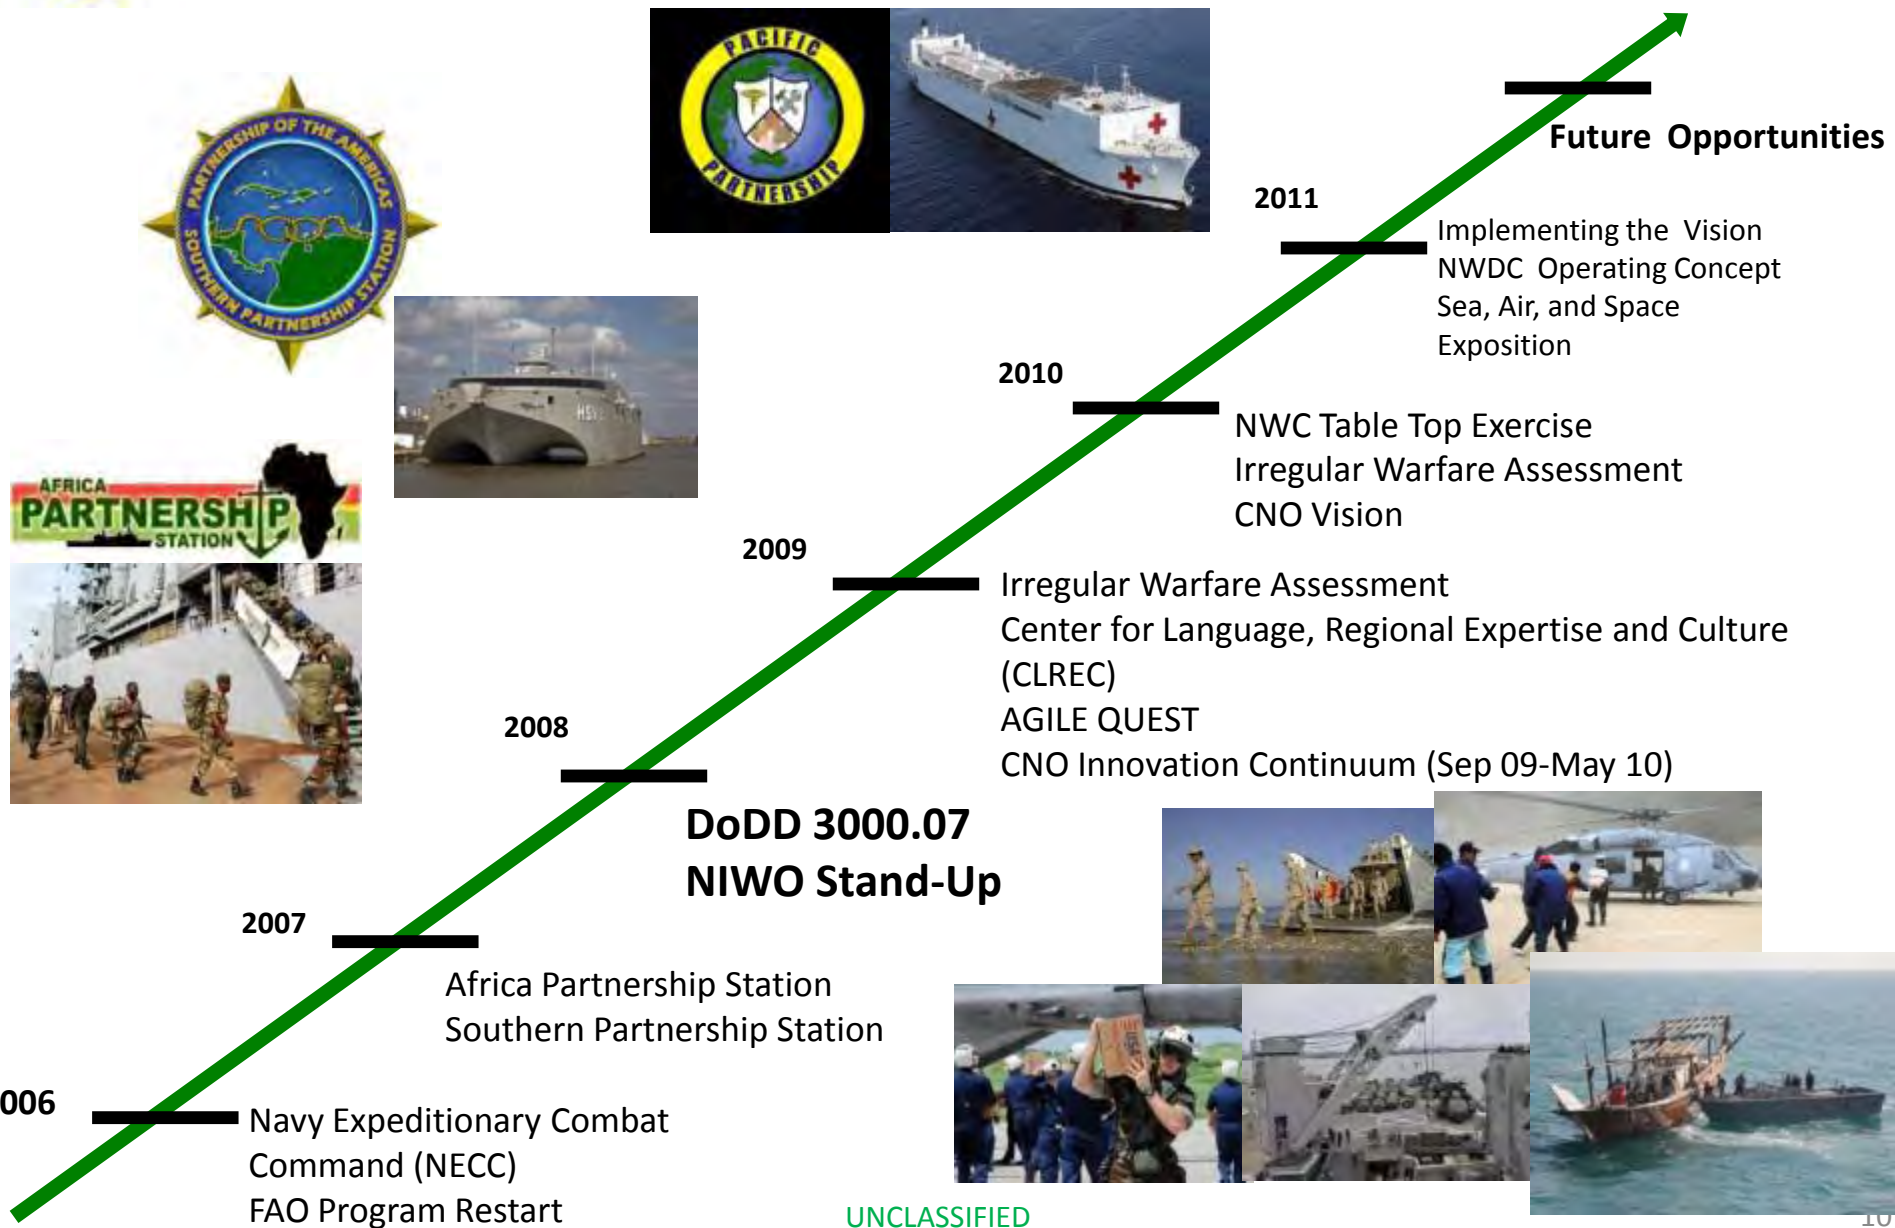 PACIFIC
PARTNERSHIP
PARTNERSHIP OF THE AMERICAS
SOUTHERN PARTNERSHIP STATION
AFRICA
PARTNERSHIP
STATION
Future Opportunities
2011
Implementing the Vision
NWDC Operating Concept
Sea, Air, and Space
Exposition
2010
NWC Table Top Exercise
Irregular Warfare Assessment
CNO Vision
2009
Irregular Warfare Assessment
Center for Language, Regional Expertise and Culture
(CLREC)
AGILE QUEST
CNO Innovation Continuum (Sep 09-May 10)
2008
DoDD 3000.07
NIWO Stand-Up
2007
Africa Partnership Station
Southern Partnership Station
006
Navy Expeditionary Combat
Command (NECC)
FAO Program Restart
UNCLASSIFIED
10